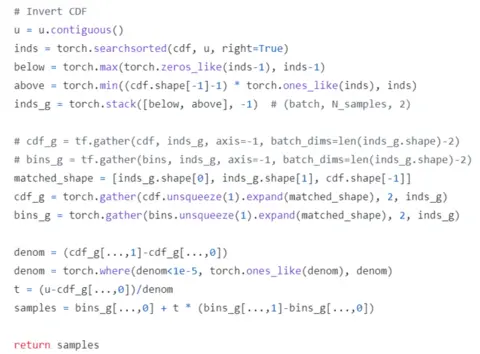 # Invert CDF
u = u.contiguous()
inds = torch.searchsorted(cdf, u, right=True)
below = torch.max(torch.zeros_like(inds-1), inds-1)
above = torch.min((cdf.shape[-1]-1) * torch.ones_like(inds), inds)
inds_g = torch.stack([below, above], -1)  # (batch, N_samples, 2)

# cdf_g = tf.gather(cdf, inds_g, axis=-1, batch_dims=len(inds_g.shape)-2)
# bins_g = tf.gather(bins, inds_g, axis=-1, batch_dims=len(inds_g.shape)-2)
matched_shape = [inds_g.shape[0], inds_g.shape[1], cdf.shape[-1]]
cdf_g = torch.gather(cdf.unsqueeze(1).expand(matched_shape), 2, inds_g)
bins_g = torch.gather(bins.unsqueeze(1).expand(matched_shape), 2, inds_g)

denom = (cdf_g[...,1]-cdf_g[...,0])
denom = torch.where(denom<1e-5, torch.ones_like(denom), denom)
t = (u-cdf_g[...,0])/denom
samples = bins_g[...,0] + t * (bins_g[...,1]-bins_g[...,0])

return samples